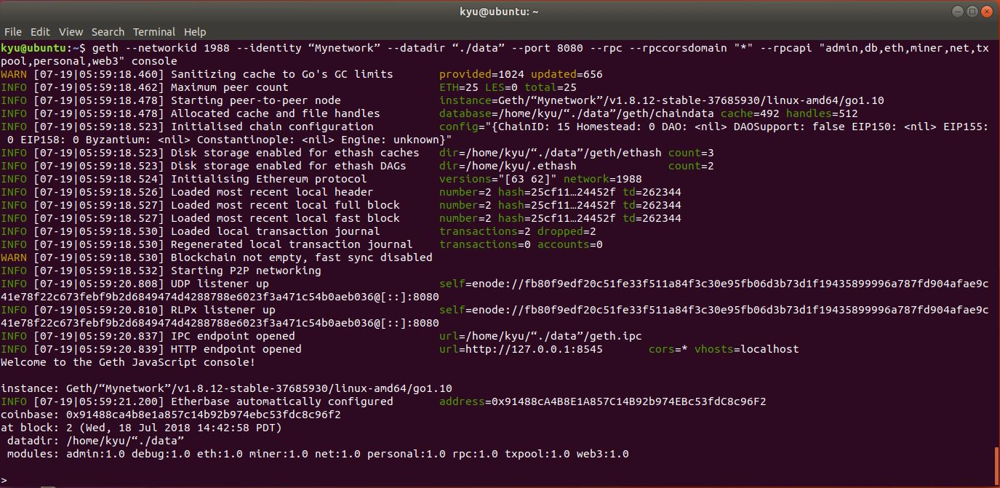 kyu@ubuntu: ~
File Edit View Search Terminal Help
kyu@ubuntu:~$ geth --networkid 1988 --identity “Mynetwork” --datadir “./data” --port 8080 --rpc --rpccorsdomain "*" --rpcapi "admin,db,eth,miner,net,tx
pool,personal,web3" console
WARN [07-19|05:59:18.460] Sanitizing cache to Go's GC limits provided=1024 updated=656
INFO [07-19|05:59:18.462] Maximum peer count ETH=25 LES=0 total=25
INFO [07-19|05:59:18.478] Starting peer-to-peer node instance=Geth/“Mynetwork”/v1.8.12-stable-37685930/linux-amd64/go1.10
INFO [07-19|05:59:18.478] Allocated cache and file handles database=/home/kyu/“./data”/geth/chaindata cache=492 handles=512
INFO [07-19|05:59:18.523] Initialised chain configuration config="{ChainID: 15 Homestead: 0 DAO: <nil> DAOSupport: false EIP150: <nil> EIP155:
0 EIP158: 0 Byzantium: <nil> Constantinople: <nil> Engine: unknown}"
INFO [07-19|05:59:18.523] Disk storage enabled for ethash caches dir=/home/kyu/“./data”/geth/ethash count=3
INFO [07-19|05:59:18.523] Disk storage enabled for ethash DAGs dir=/home/kyu/.ethash count=2
INFO [07-19|05:59:18.524] Initialising Ethereum protocol versions="[63 62]" network=1988
INFO [07-19|05:59:18.526] Loaded most recent local header number=2 hash=25cf11…24452f td=262344
INFO [07-19|05:59:18.527] Loaded most recent local full block number=2 hash=25cf11…24452f td=262344
INFO [07-19|05:59:18.527] Loaded most recent local fast block number=2 hash=25cf11…24452f td=262344
INFO [07-19|05:59:18.530] Loaded local transaction journal transactions=2 dropped=2
INFO [07-19|05:59:18.530] Regenerated local transaction journal transactions=0 accounts=0
WARN [07-19|05:59:18.530] Blockchain not empty, fast sync disabled
INFO [07-19|05:59:18.532] Starting P2P networking
INFO [07-19|05:59:20.808] UDP listener up self=enode://fb80f9edf20c51fe33f511a84f3c30e95fb06d3b73d1f19435899996a787fd904afae9c
41e78f22c673febf9b2d6849474d4288788e6023f3a471c54b0aeb036@[::]:8080
INFO [07-19|05:59:20.810] RLPx listener up self=enode://fb80f9edf20c51fe33f511a84f3c30e95fb06d3b73d1f19435899996a787fd904afae9c
41e78f22c673febf9b2d6849474d4288788e6023f3a471c54b0aeb036@[::]:8080
INFO [07-19|05:59:20.837] IPC endpoint opened url=/home/kyu/“./data”/geth.ipc
INFO [07-19|05:59:20.839] HTTP endpoint opened url=http://127.0.0.1:8545 cors=* vhosts=localhost
Welcome to the Geth JavaScript console!
instance: Geth/“Mynetwork”/v1.8.12-stable-37685930/linux-amd64/go1.10
INFO [07-19|05:59:21.200] Etherbase automatically configured address=0x91488cA4B8E1A857C14B92b974EBc53fdC8c96F2
coinbase: 0x91488ca4b8e1a857c14b92b974ebc53fdc8c96f2
at block: 2 (Wed, 18 Jul 2018 14:42:58 PDT)
datadir: /home/kyu/“./data”
modules: admin:1.0 debug:1.0 eth:1.0 miner:1.0 net:1.0 personal:1.0 rpc:1.0 txpool:1.0 web3:1.0
>